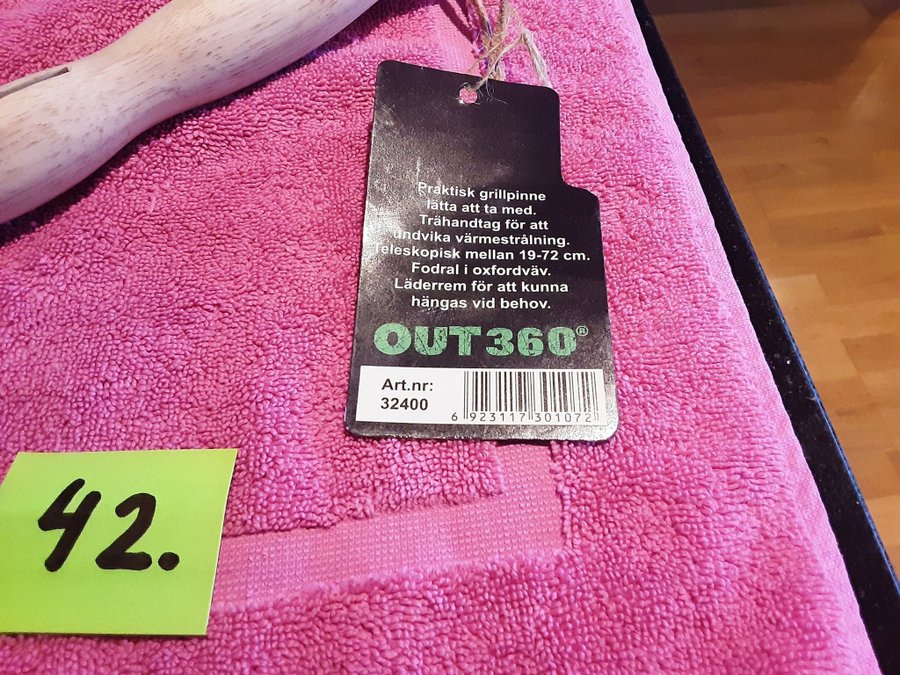 Praktisk grillpinne
lätta att ta med.
Trähandtag för att
undvika värmestrålning.
Teleskopisk mellan 19-72 cm.
Fodral i oxfordväv.
Läderrem för att kunna
hängas vid behov.
OUT360®
Art.nr:
32400
6 923117 301072
42.